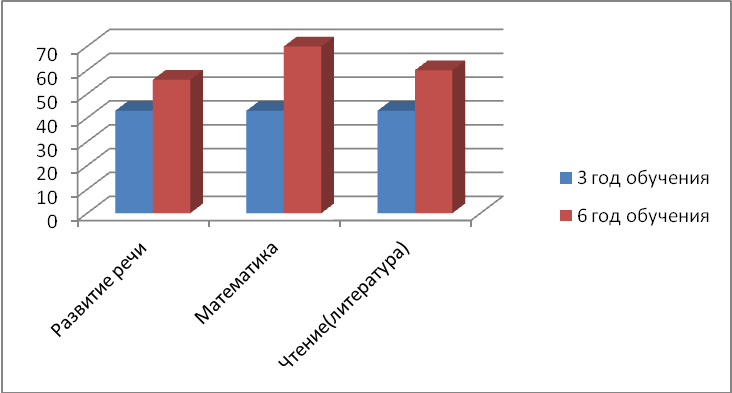 70
60
50
40
30
20
10
0
Развитие речи
Математика
Чтение(литература)
3 год обучения
6 год обучения